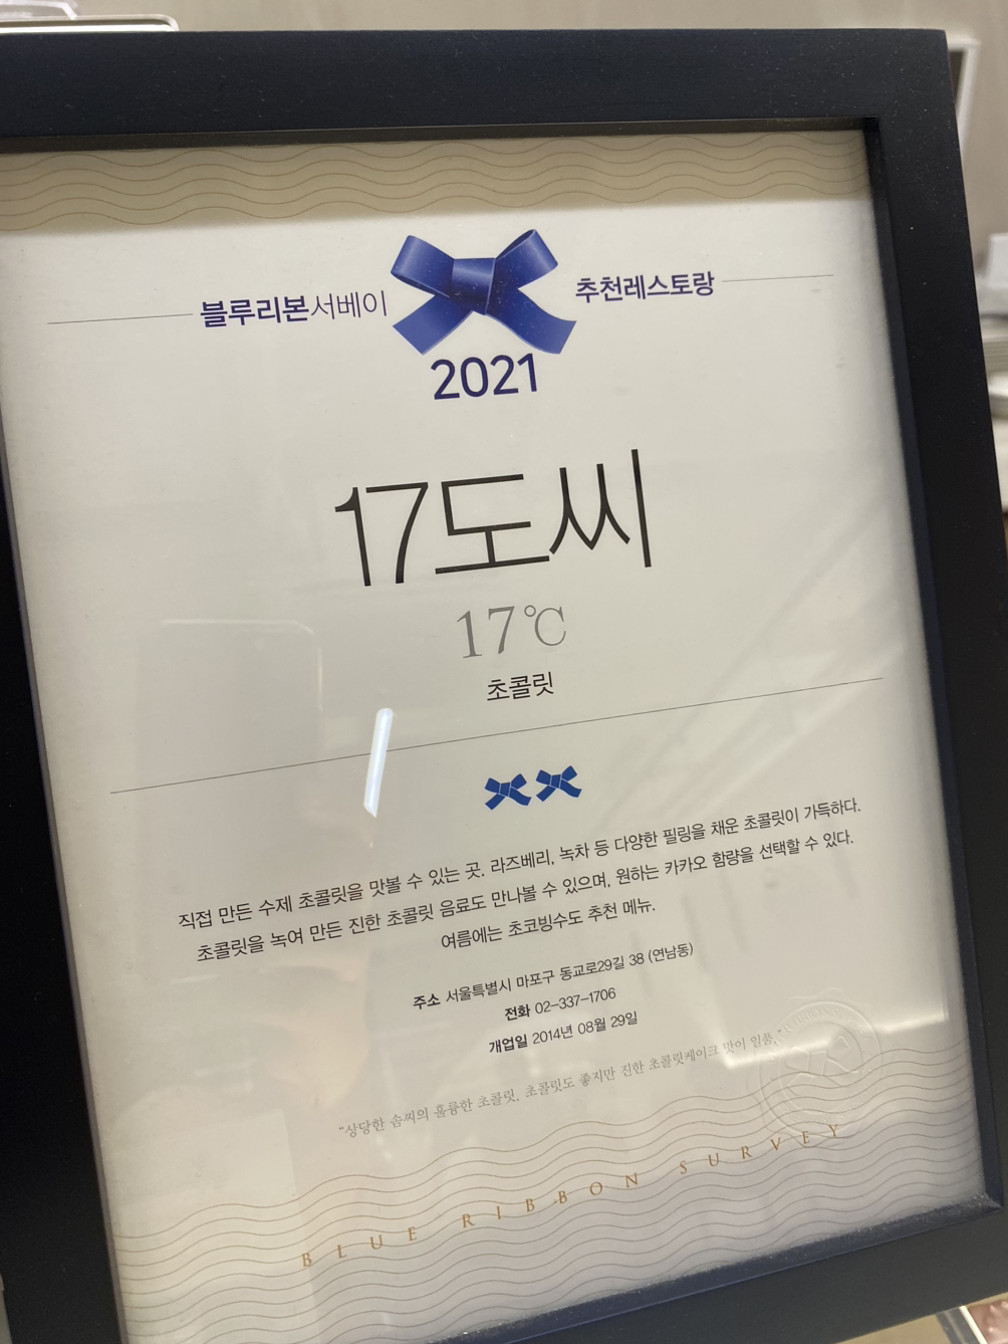 블루리본서베이 추천레스토랑
2021
17도씨
17℃
초콜릿
직접 만든 수제 초콜릿을 맛볼 수 있는 곳. 라즈베리, 녹차 등 다양한 필링을 채운 초콜릿이 가득하다.
초콜릿을 녹여 만든 진한 초콜릿 음료도 만나볼 수 있으며, 원하는 카카오 함량을 선택할 수 있다.
여름에는 초코빙수도 추천 메뉴.
주소 서울특별시 마포구 동교로29길 38 (연남동)
전화 02-337-1706
개업일 2014년 08월 29일
"상당한 솜씨의 훌륭한 초콜릿. 초콜릿도 좋지만 진한 초콜릿케이크 맛이 일품."
BLUE RIBBON SURVEY